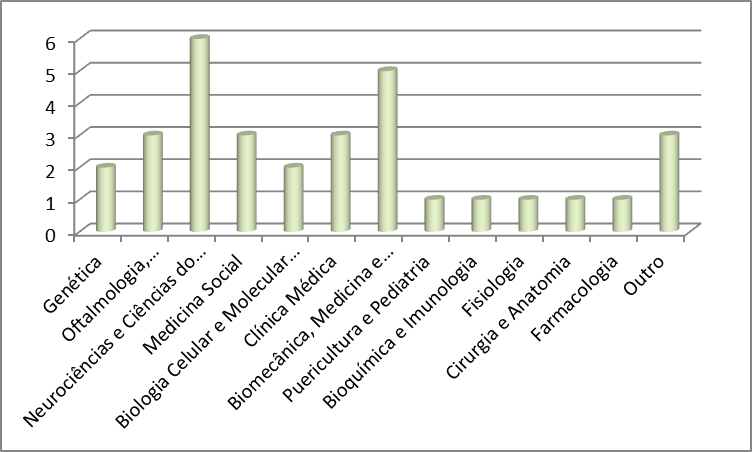 6
5
4
3
2
1
0
Genética
Oftalmologia,...
Neurociências e Ciências do...
Medicina Social
Biologia Celular e Molecular...
Clínica Médica
Biomecânica, Medicina e...
Puericultura e Pediatria
Bioquímica e Imunologia
Fisiologia
Cirurgia e Anatomia
Farmacologia
Outro